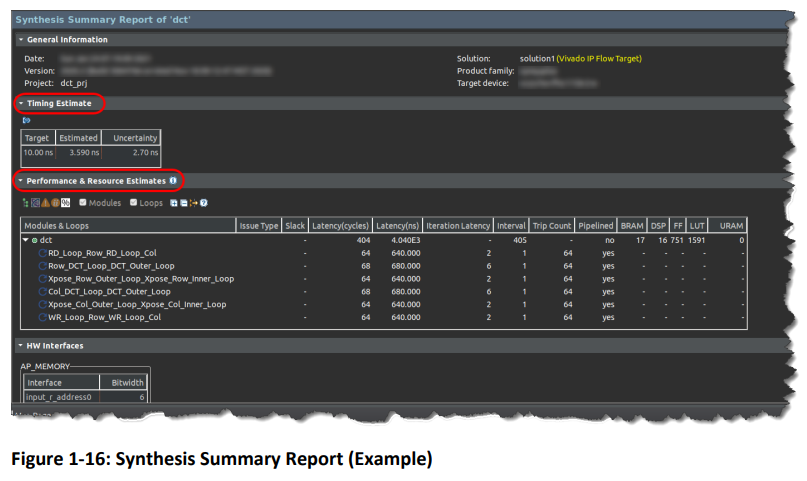 Synthesis Summary Report of 'dct'
General Information
Date:
Version:
Project: dct_prj
Solution: solution1 (Vivado IP Flow Target)
Product family:
Target device:
Timing Estimate
Target Estimated Uncertainty
10.00 ns 3.590 ns 2.70 ns
Performance & Resource Estimates
% Modules Loops
Modules & Loops Issue Type Slack Latency(cycles) Latency(ns) Iteration Latency Interval Trip Count Pipelined BRAM DSP FF LUT URAM
dct - 404 4.040E3 - 405 - no 17 16 751 1591 0
RD_Loop_Row_RD_Loop_Col - 64 640.000 2 1 64 yes - - - - -
Row_DCT_Loop_DCT_Outer_Loop - 68 680.000 6 1 64 yes - - - - -
Xpose_Row_Outer_Loop_Xpose_Row_Inner_Loop - 64 640.000 2 1 64 yes - - - - -
Col_DCT_Loop_DCT_Outer_Loop - 68 680.000 6 1 64 yes - - - - -
Xpose_Col_Outer_Loop_Xpose_Col_Inner_Loop - 64 640.000 2 1 64 yes - - - - -
WR_Loop_Row_WR_Loop_Col - 64 640.000 2 1 64 yes - - - - -
HW Interfaces
AP_MEMORY
Interface Bitwidth
input_r_address0 6
Figure 1-16: Synthesis Summary Report (Example)